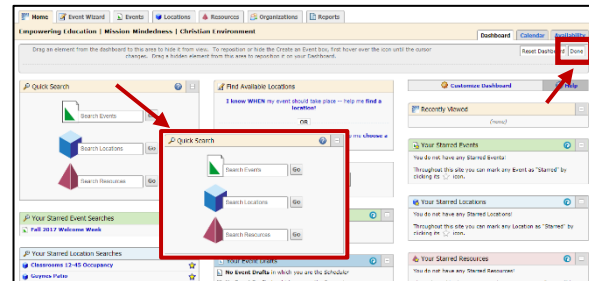 Home
Event Wizard
Events
Locations
Resources
Organizations
Reports
Empowering Education | Mission Mindedness | Christian Environment
Dashboard
Calendar
Availability
Drag an element from the dashboard to this area to hide it from view. To reposition or hide the Create an Event box, first hover over the icon until the cursor
changes. Drag a hidden element from this area to reposition it on your Dashboard.
Reset Dashboard
Done
Quick Search
Search Events
Go
Search Locations
Go
Search Resources
Go
Your Starred Event Searches
Fall 2017 Welcome Week
Your Starred Location Searches
Classrooms 12-45 Occupancy
Guynes Patio
Find Available Locations
I know WHEN my event should take place -- help me find a
location!
OR
me choose a
Quick Search
Search Events
Go
Search Locations
Go
Search Resources
Go
Your Event Drafts
No Event Drafts in which you are the Scheduler
Customize Dashboard
Help
Recently Viewed
(none)
Your Starred Events
You do not have any Starred Events!
Throughout this site you can mark any Event as "Starred" by
clicking its icon.
Your Starred Locations
You do not have any Starred Locations!
Throughout this site you can mark any Location as "Starred" by
clicking its icon.
Your Starred Resources
You do not have any Starred Resources!